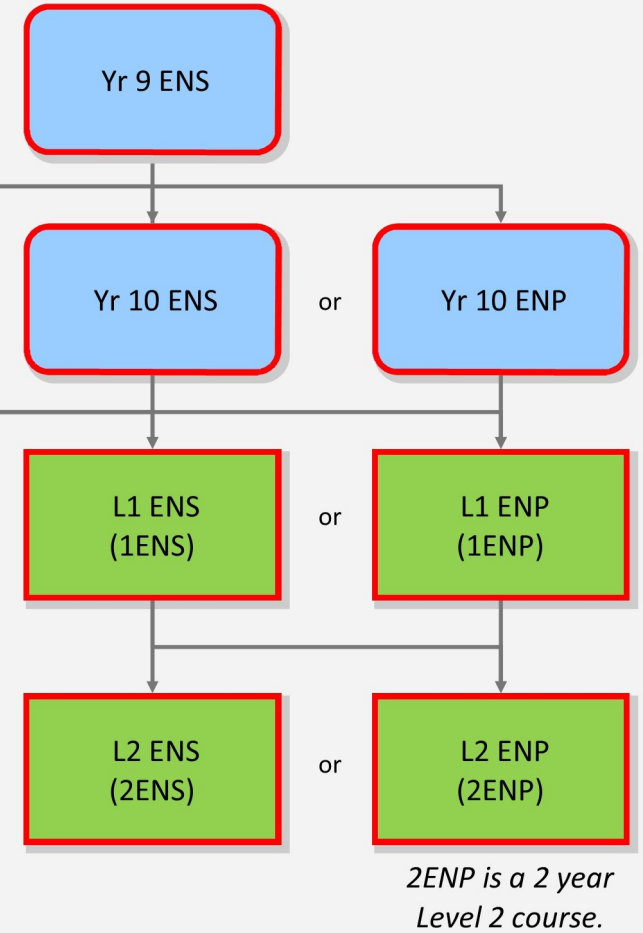 Yr 9 ENS
Yr 10 ENS
or
Yr 10 ENP
L1 ENS
(1ENS)
or
L1 ENP
(1ENP)
L2 ENS
(2ENS)
or
L2 ENP
(2ENP)
2ENP is a 2 year
Level 2 course.